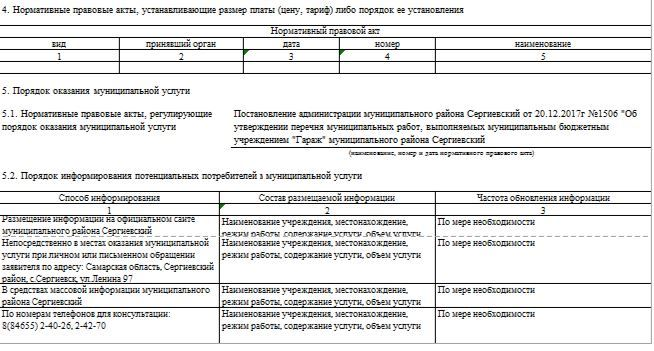 4. Нормативные правовые акты, устанавливающие размер платы (цену, тариф) либо порядок ее установления
Нормативный правовой акт
вид принявший орган дата номер наименование
1 2 3 4 5
5. Порядок оказания муниципальной услуги
5.1. Нормативные правовые акты, регулирующие
порядок оказания муниципальной услуги
Постановление администрации муниципального района Сергиевский от 20.12.2017г №1506 "Об
утверждении перечня муниципальных работ, выполняемых муниципальным бюджетным
учреждением "Гараж" муниципального района Сергиевский
(наименование, номер и дата нормативного правового акта)
5.2. Порядок информирования потенциальных потребителей з муниципальной услуги
Способ информирования Состав размещаемой информации Частота обновления информации
1 2 3
Размещение информации на официальном сайте
муниципального района Сергиевский
Наименование учреждения, местонахождение,
режим работы, содержание услуги, объем услуги
По мере необходимости
Непосредственно в местах оказания муниципальной
услуги при личном или письменном обращении
заявителя по адресу: Самарская область, Сергиевский
район, с.Сергиевск, ул.Ленина 97
Наименование учреждения, местонахождение,
режим работы, содержание услуги, объем услуги
По мере необходимости
В средствах массовой информации муниципального
района Сергиевский
Наименование учреждения, местонахождение,
режим работы, содержание услуги, объем услуги
По мере необходимости
По номерам телефонов для консультации:
8(84655) 2-40-26, 2-42-70
Наименование учреждения, местонахождение,
режим работы, содержание услуги, объем услуги
По мере необходимости